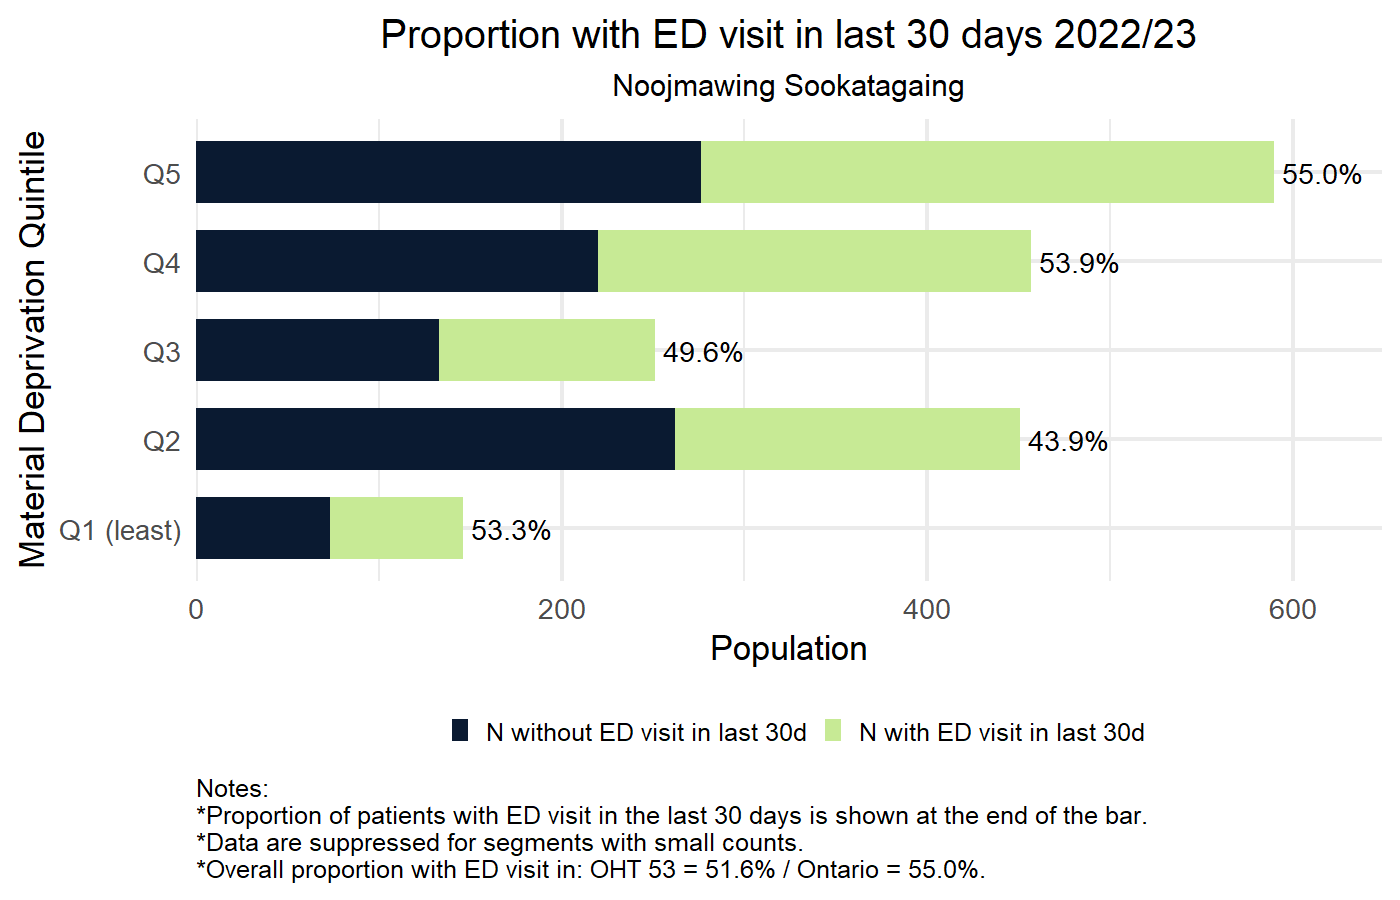 Proportion with ED visit in last 30 days 2022/23
Noojmawing Sookatagaing
Material Deprivation Quintile
Q5
55.0%
Q4
53.9%
Q3
49.6%
Q2
43.9%
Q1 (least)
53.3%
0
200
400
600
Population
N without ED visit in last 30d
N with ED visit in last 30d
Notes:
*Proportion of patients with ED visit in the last 30 days is shown at the end of the bar.
*Data are suppressed for segments with small counts.
*Overall proportion with ED visit in: OHT 53 = 51.6% / Ontario = 55.0%.